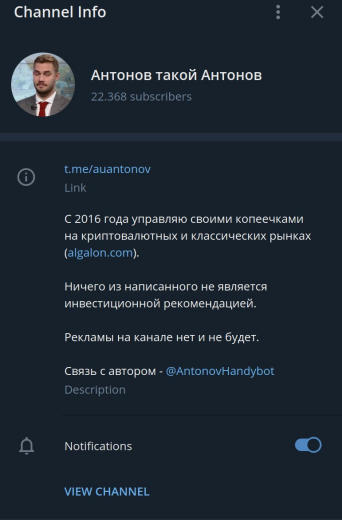 Channel Info
Антонов такой Антонов
22.368 subscribers
t.me/auantonov
Link
С 2016 года управляю своими копеечками
на криптовалютных и классических рынках
(algalon.com).
Ничего из написанного не является
инвестиционной рекомендацией.
Рекламы на канале нет и не будет.
Связь с автором - @AntonovHandybot
Description
Notifications
VIEW CHANNEL